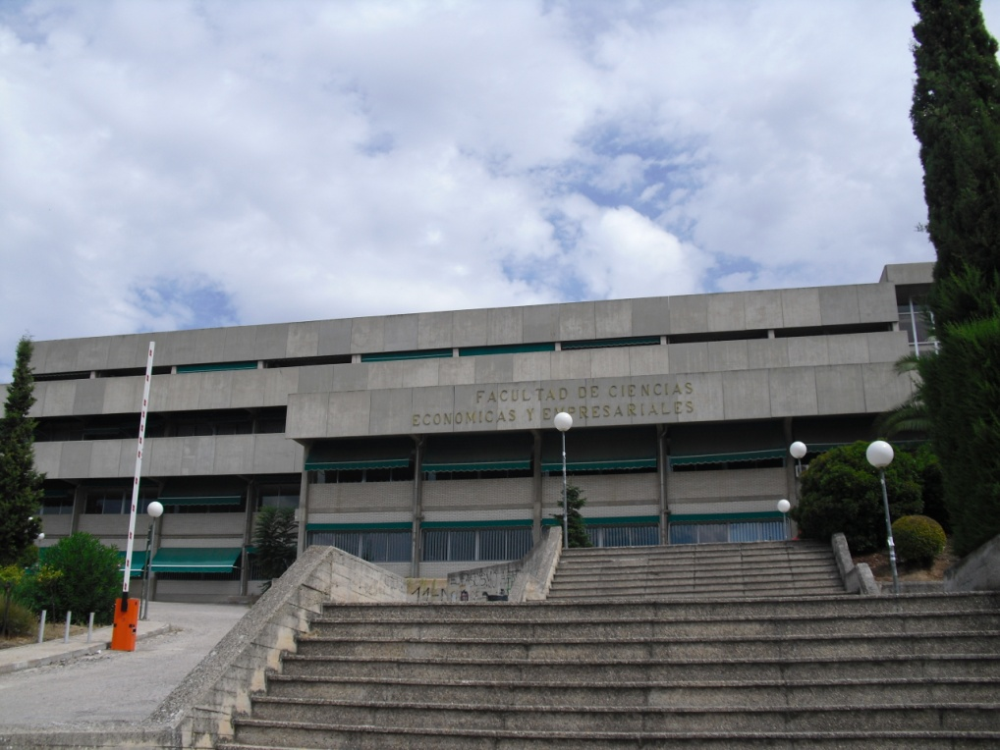 FACULTAD DE CIENCIAS
ECONOMICAS Y EMPRESARIALES